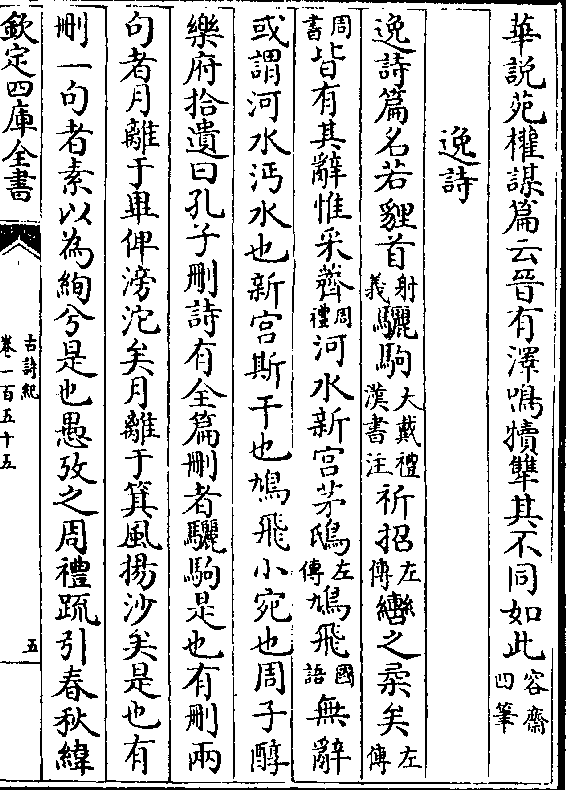 華説苑權謀篇云晉有澤鳴犢犨其不同如此容齋四筆
逸詩
逸詩篇名若貍首射義驪駒大戴禮漢書注祈招左傳轡之柔矣左傳
周書皆有其辭惟采薺周禮河水新宮茅鴟左傳鳩飛國語無辭
或謂河水沔水也新宮斯干也鳩飛小宛也周子醇
樂府拾遺曰孔子刪詩有全篇刪者驪駒是也有刪兩
句者月離于畢俾滂沱矣月離于箕風揚沙矣是也有
刪一句者素以為絢兮是也愚攷之周禮疏引春秋緯
欽定四庫全書
古詩紀
卷一百五十五
五